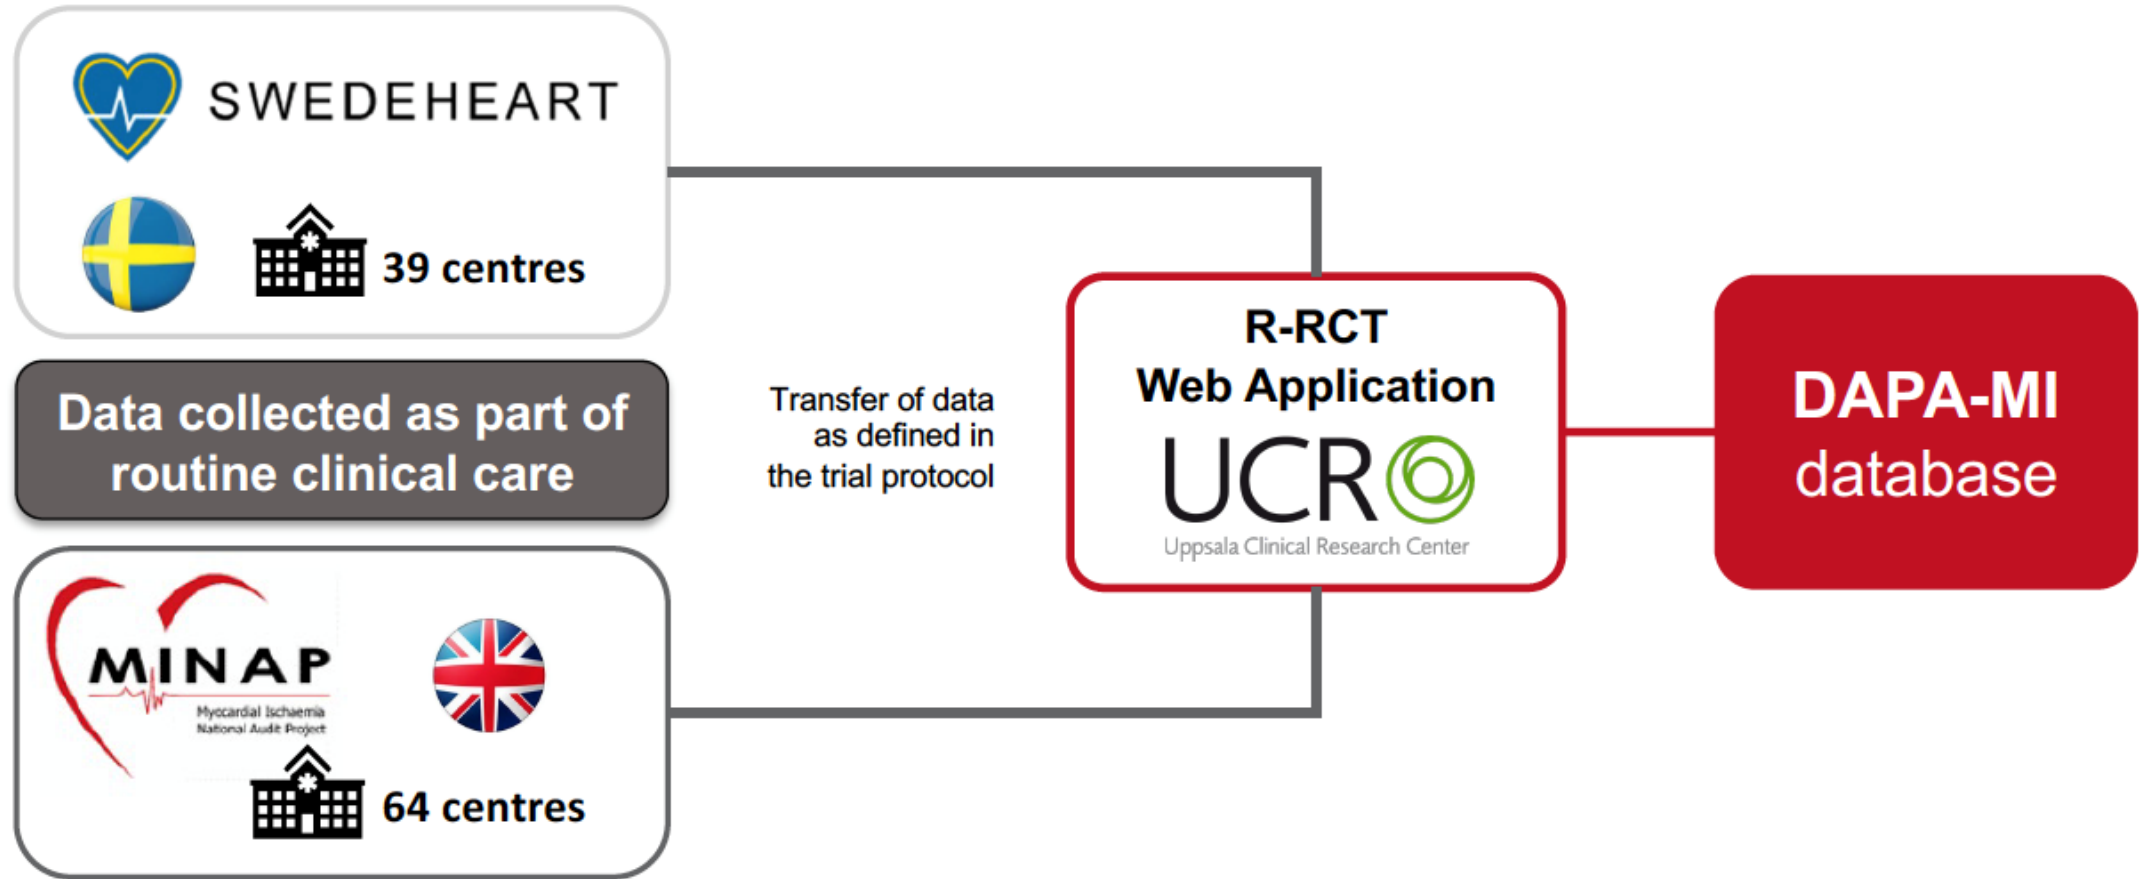 SWEDEHEART
39 centres
Data collected as part of
routine clinical care
MINAP
Myocardial Ischaemia
National Audit Project
64 centres
Transfer of data
as defined in
the trial protocol
R-RCT
Web Application
UCR
Uppsala Clinical Research Center
DAPA-MI
database